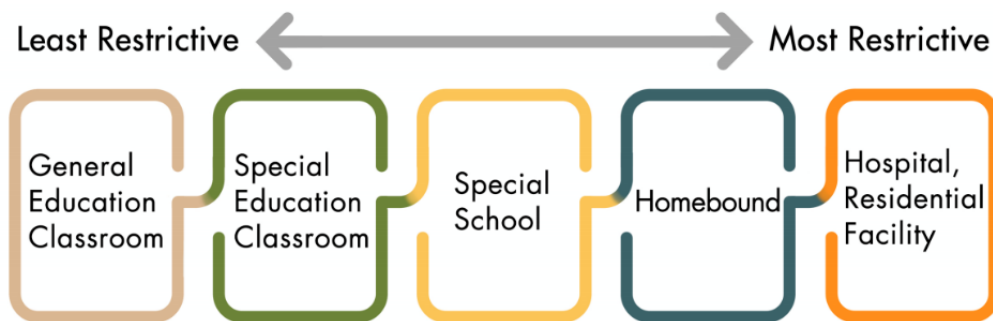 Least Restrictive
Most Restrictive
General
Education
Classroom
Special
Education
Classroom
Special
School
Homebound
Hospital,
Residential
Facility